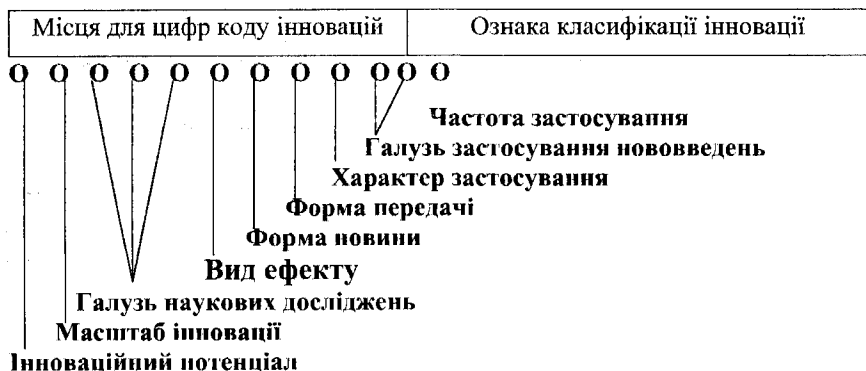 Місця для цифр коду інновацій
Ознака класифікації інновації
О О О О О О О О О О О О
Частота застосування
Галузь застосування нововведень
Характер застосування
Форма передачі
Форма новини
Вид ефекту
Галузь наукових досліджень
Масштаб інновації
Інноваційний потенціал